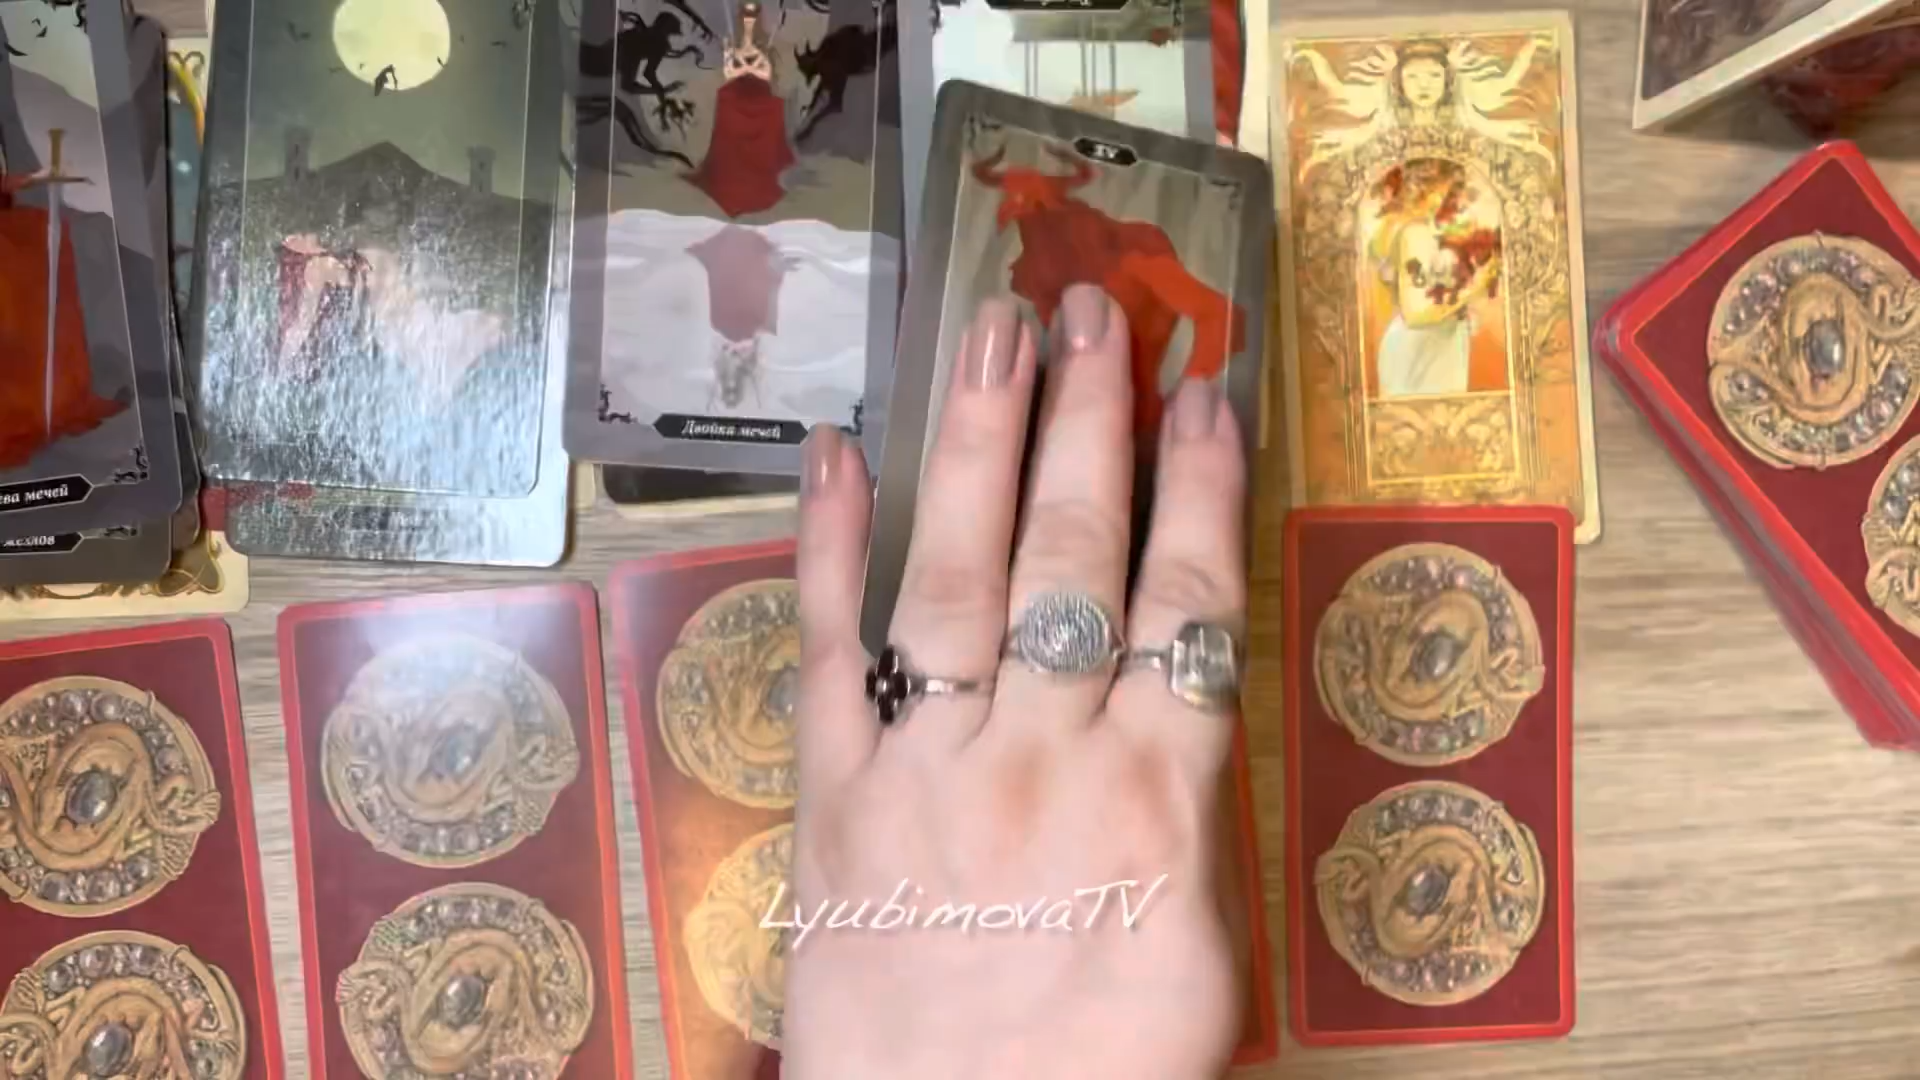 XV
Двойка мечей
ева мечей
жезлов
LyubimovaTV